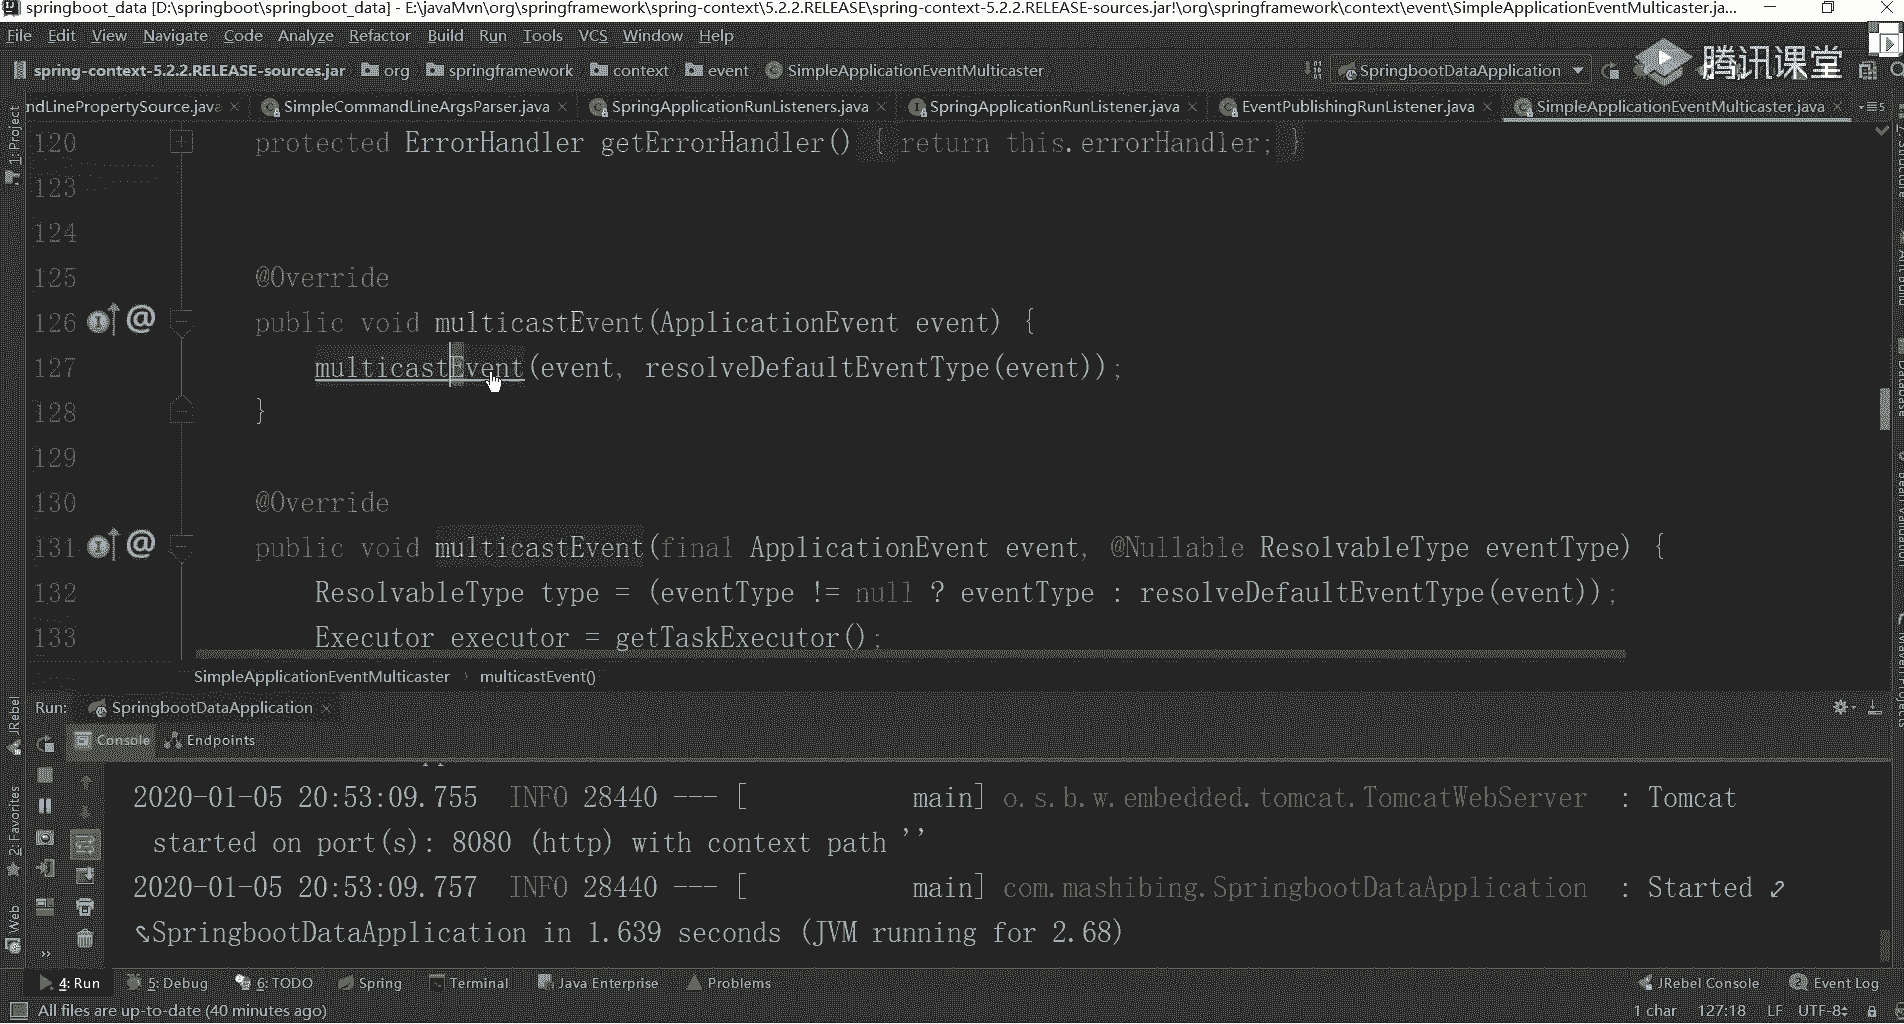 springboot_data [D:\springboot\springboot_data] - E:\javaMvn\org\springframework\spring-context\5.2.2.RELEASE\spring-context-5.2.2.RELEASE-sources.jar!\org\springframework\context\event\SimpleApplicationEventMulticaster.ja...
File Edit View Navigate Code Analyze Refactor Build Run Tools VCS Window Help
spring-context-5.2.2.RELEASE-sources.jar org springframework context event SimpleApplicationEventMulticaster SpringbootDataApplication
腾讯课堂
ndLinePropertySource.java SimpleCommandLineArgsParser.java SpringApplicationRunListeners.java SpringApplicationRunListener.java EventPublishingRunListener.java SimpleApplicationEventMulticaster.java 5
1: Project
120 protected ErrorHandler getErrorHandler() { return this.errorHandler; }
123
124
125 @Override
126 public void multicastEvent(ApplicationEvent event) {
127 multicastEvent(event, resolveDefaultEventType(event));
128 }
129
130 @Override
131 public void multicastEvent(final ApplicationEvent event, @Nullable ResolvableType eventType) {
132 ResolvableType type = (eventType != null ? eventType : resolveDefaultEventType(event));
133 Executor executor = getTaskExecutor();
SimpleApplicationEventMulticaster › multicastEvent()
JRebel
2: Favorites
Web
Run: SpringbootDataApplication
Console Endpoints
2020-01-05 20:53:09.755 INFO 28440 --- [ main] o.s.b.w.embedded.tomcat.TomcatWebServer : Tomcat
started on port(s): 8080 (http) with context path ''
2020-01-05 20:53:09.757 INFO 28440 --- [ main] com.mashibing.SpringbootDataApplication : Started
SpringbootDataApplication in 1.639 seconds (JVM running for 2.68)
4: Run 5: Debug 6: TODO Spring Terminal Java Enterprise Problems JRebel Console 2 Event Log
All files are up-to-date (40 minutes ago) 1 char 127:18 LF UTF-8